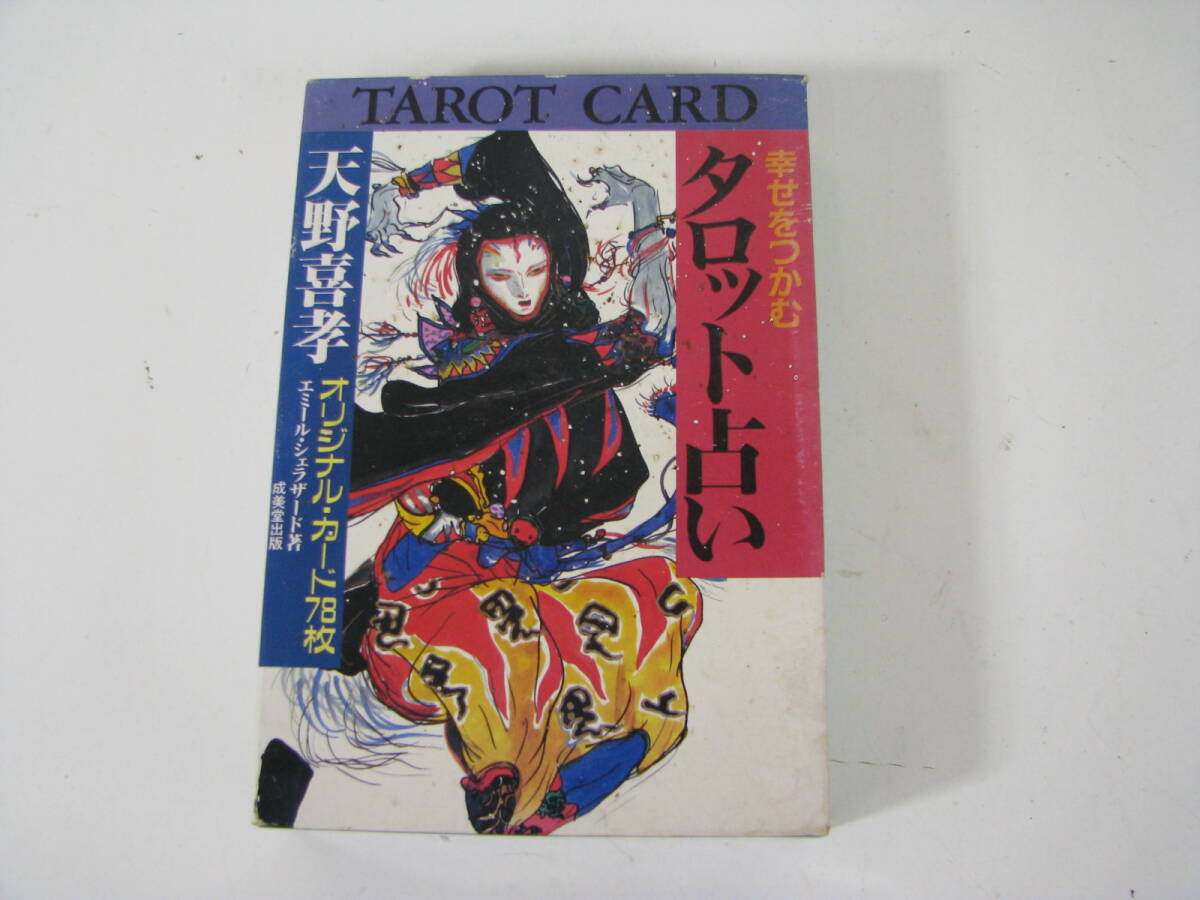 TAROT CARD
幸せをつかむ
タロット占い
天野喜孝
オリジナル・カード78枚
エミール・シェラザード著
成美堂出版